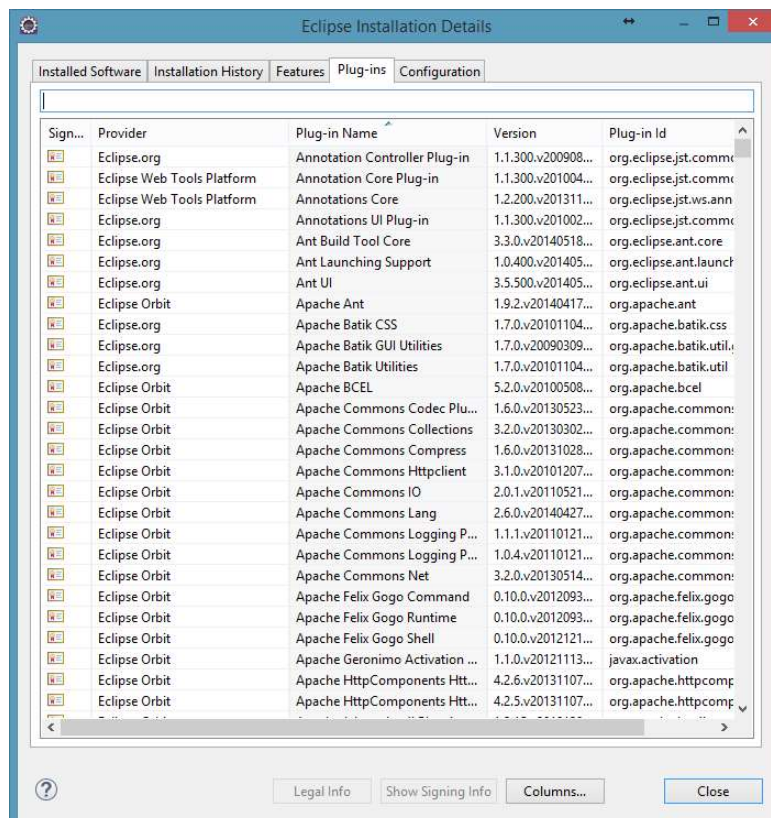 Eclipse Installation Details
Installed Software Installation History Features Plug-ins Configuration
Sign... Provider Plug-in Name Version Plug-in Id
Eclipse.org Annotation Controller Plug-in 1.1.300.v200908... org.eclipse.jst.commo
Eclipse Web Tools Platform Annotation Core Plug-in 1.1.300.v201004... org.eclipse.jst.commo
Eclipse Web Tools Platform Annotations Core 1.2.200.v201311... org.eclipse.jst.ws.ann
Eclipse.org Annotations UI Plug-in 1.1.300.v201002... org.eclipse.jst.commo
Eclipse.org Ant Build Tool Core 3.3.0.v20140518... org.eclipse.ant.core
Eclipse.org Ant Launching Support 1.0.400.v201405... org.eclipse.ant.launch
Eclipse.org Ant UI 3.5.500.v201405... org.eclipse.ant.ui
Eclipse Orbit Apache Ant 1.9.2.v20140417... org.apache.ant
Eclipse.org Apache Batik CSS 1.7.0.v20101104... org.apache.batik.css
Eclipse.org Apache Batik GUI Utilities 1.7.0.v20090309... org.apache.batik.util.g
Eclipse.org Apache Batik Utilities 1.7.0.v20101104... org.apache.batik.util
Eclipse Orbit Apache BCEL 5.2.0.v20100508... org.apache.bcel
Eclipse Orbit Apache Commons Codec Plu... 1.6.0.v20130523... org.apache.commons
Eclipse Orbit Apache Commons Collections 3.2.0.v20130302... org.apache.commons
Eclipse Orbit Apache Commons Compress 1.6.0.v20131028... org.apache.commons
Eclipse Orbit Apache Commons Httpclient 3.1.0.v20101207... org.apache.commons
Eclipse Orbit Apache Commons IO 2.0.1.v20110521... org.apache.commons
Eclipse Orbit Apache Commons Lang 2.6.0.v20140427... org.apache.commons
Eclipse Orbit Apache Commons Logging P... 1.1.1.v20110121... org.apache.commons
Eclipse Orbit Apache Commons Logging P... 1.0.4.v20110121... org.apache.commons
Eclipse Orbit Apache Commons Net 3.2.0.v20130514... org.apache.commons
Eclipse Orbit Apache Felix Gogo Command 0.10.0.v2012093... org.apache.felix.gogo
Eclipse Orbit Apache Felix Gogo Runtime 0.10.0.v2012093... org.apache.felix.gogo
Eclipse Orbit Apache Felix Gogo Shell 0.10.0.v2012121... org.apache.felix.gogo
Eclipse Orbit Apache Geronimo Activation ... 1.1.0.v20121113... javax.activation
Eclipse Orbit Apache HttpComponents Htt... 4.2.6.v20131107... org.apache.httpcomp
Eclipse Orbit Apache HttpComponents Htt... 4.2.5.v20131107... org.apache.httpcomp
Legal Info Show Signing Info Columns... Close